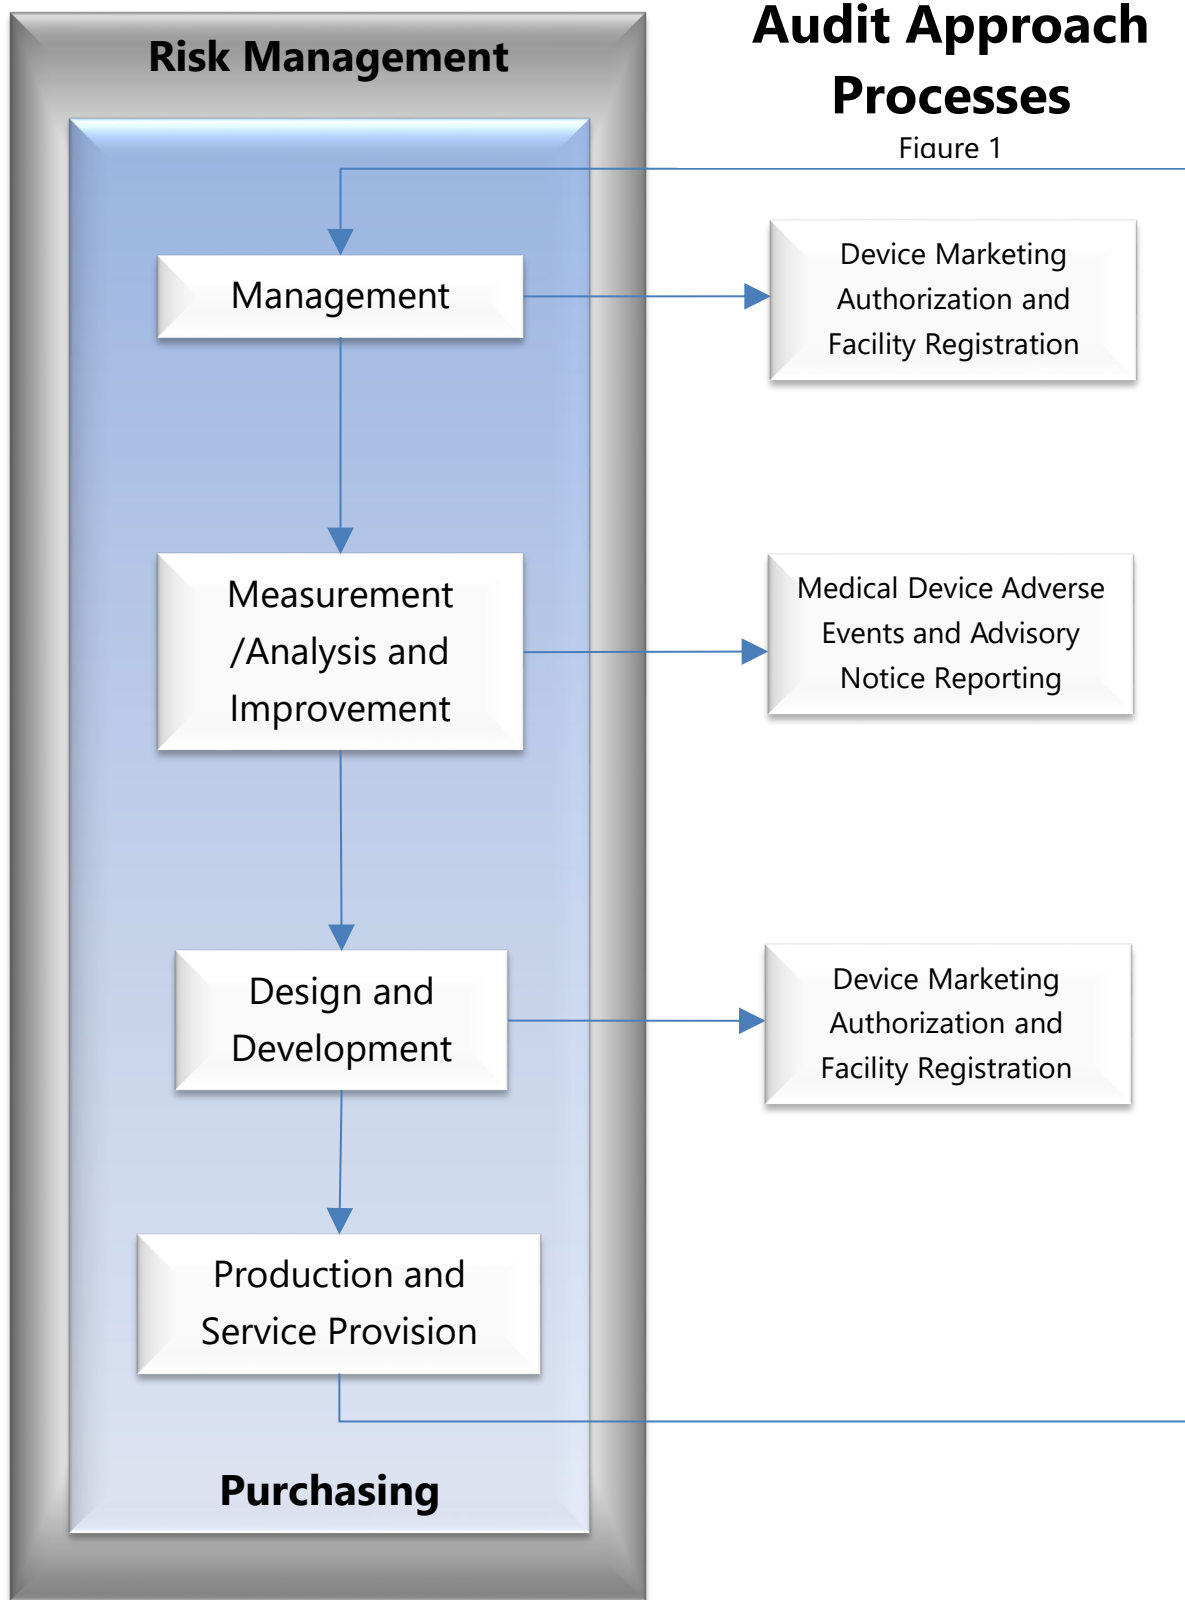 Risk Management
Audit Approach
Processes
Figure 1
Management
Device Marketing
Authorization and
Facility Registration
Measurement
/Analysis and
Improvement
Medical Device Adverse
Events and Advisory
Notice Reporting
Design and
Development
Device Marketing
Authorization and
Facility Registration
Production and
Service Provision
Purchasing